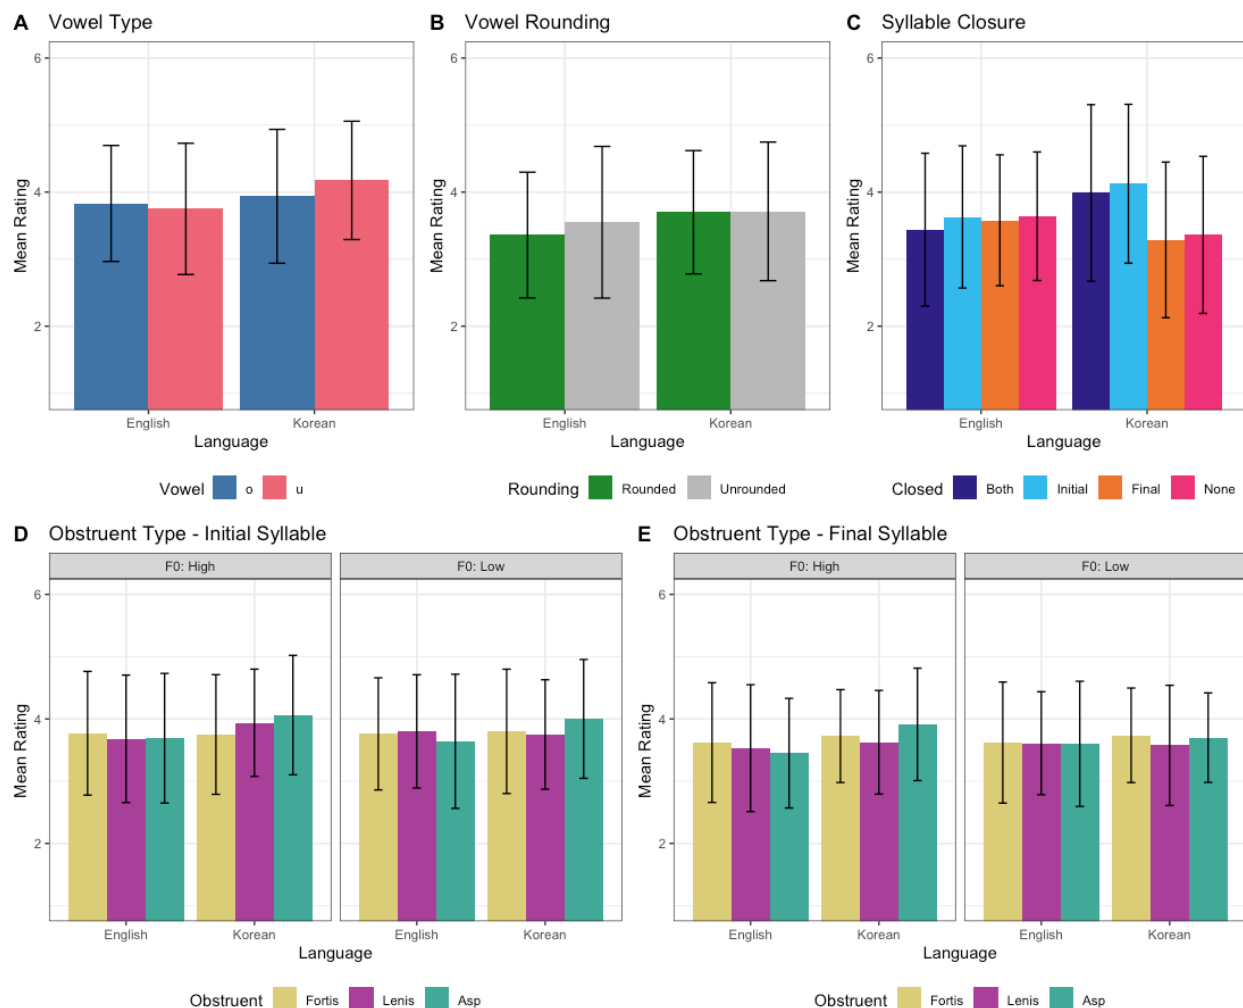 A Vowel Type
6
4
2
Mean Rating
English Korean
Language
Vowel o u
B Vowel Rounding
6
4
2
Mean Rating
English Korean
Language
Rounding Rounded Unrounded
C Syllable Closure
6
4
2
Mean Rating
English Korean
Language
Closed Both Initial Final None
D Obstruent Type - Initial Syllable
F0: High F0: Low
6
4
2
Mean Rating
English Korean English Korean
Language
Obstruent Fortis Lenis Asp
E Obstruent Type - Final Syllable
F0: High F0: Low
6
4
2
Mean Rating
English Korean English Korean
Language
Obstruent Fortis Lenis Asp